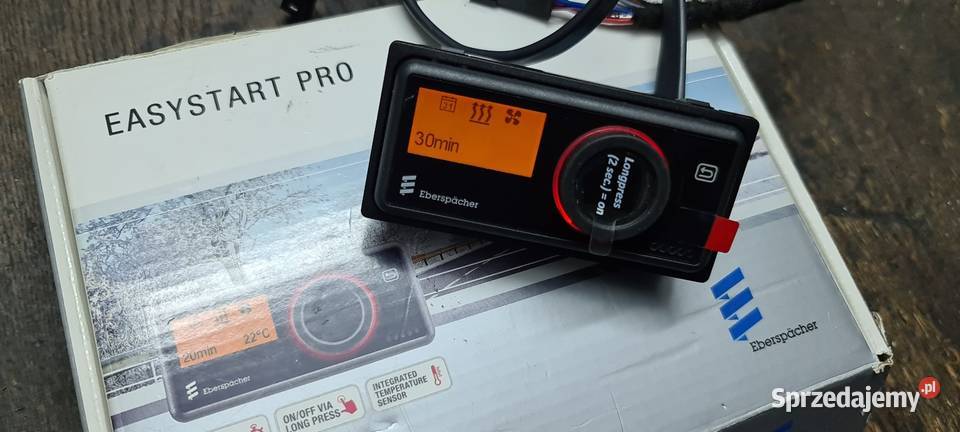 EASYSTART PRO
21
30min
Longpress
(2 sec.) = on
Eberspächer
20min 22°C
Eberspächer
ON/OFF VIA
LONG PRESS
INTEGRATED
TEMPERATURE
SENSOR
Eberspächer
Sprzedajemy.pl